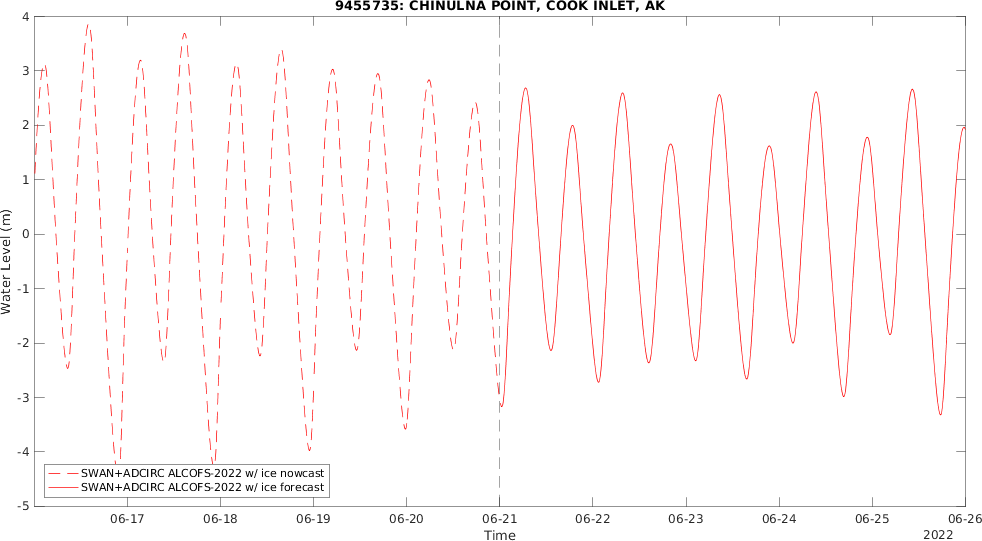 9455735: CHINULNA POINT, COOK INLET, AK
4
3
2
1
0
-1
-2
-3
-4
-5
Water Level (m)
SWAN+ADCIRC ALCOFS-2022 w/ ice nowcast
SWAN+ADCIRC ALCOFS-2022 w/ ice forecast
06-17 06-18 06-19 06-20 06-21 06-22 06-23 06-24 06-25 06-26
Time
2022